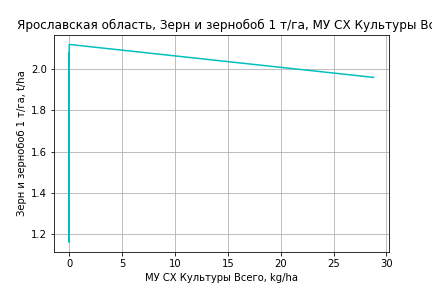 Ярославская область, Зерн и зернобоб 1 т/га, МУ СХ Культуры Вс
2.0
1.8
1.6
1.4
1.2
Зерн и зернобоб 1 т/га, t/ha
0 5 10 15 20 25 30
МУ СХ Культуры Всего, kg/ha